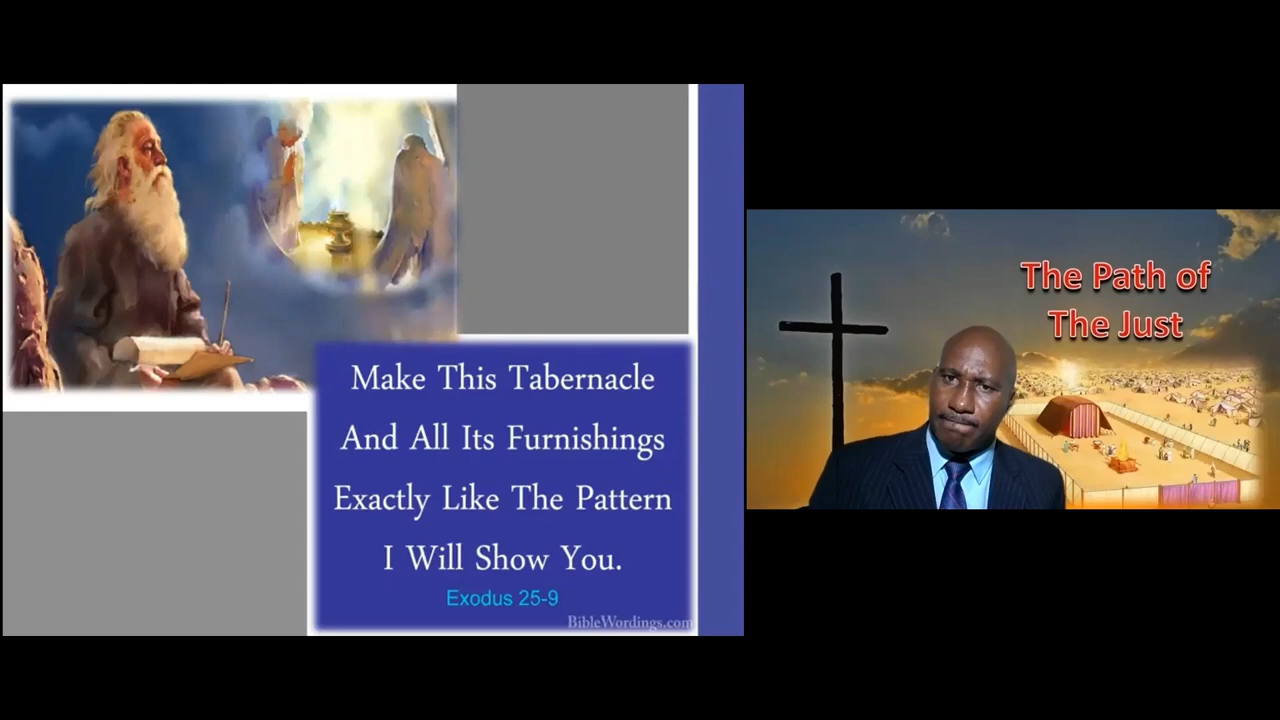 Make This Tabernacle
And All Its Furnishings
Exactly Like The Pattern
I Will Show You.
Exodus 25-9
BibleWordings.com
The Path of
The Just